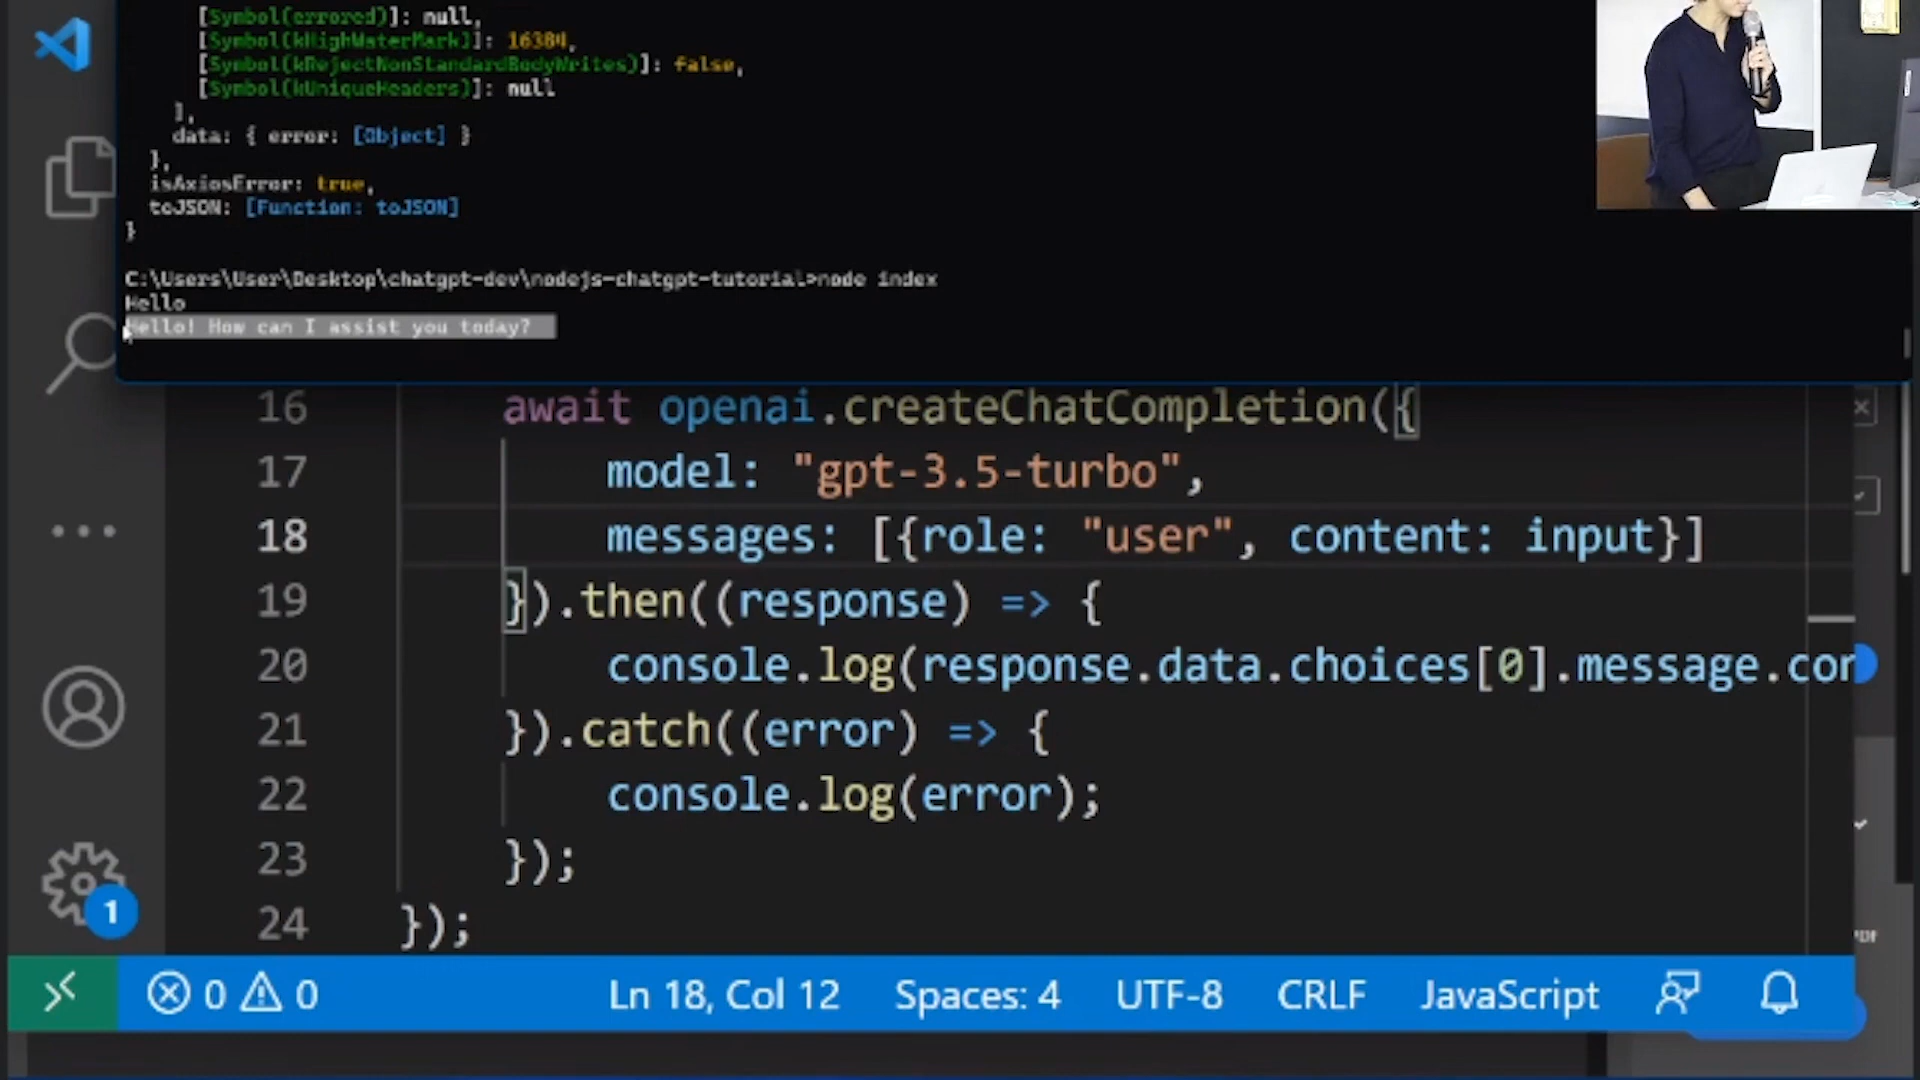 [Symbol(errored)]: null,
[Symbol(kHighWaterMark)]: 16384,
[Symbol(kRejectNonStandardBodyWrites)]: false,
[Symbol(kUniqueHeaders)]: null
},
data: { error: [Object] }
},
isAxiosError: true,
toJSON: [Function: toJSON]
}
C:\Users\User\Desktop\chatgpt-dev\nodejs-chatgpt-tutorial>node index
Hello
Hello! How can I assist you today?
16 await openai.createChatCompletion({
17 model: "gpt-3.5-turbo",
18 messages: [{role: "user", content: input}]
19 }).then((response) => {
20 console.log(response.data.choices[0].message.con
21 }).catch((error) => {
22 console.log(error);
23 });
24 });
1
0 0 Ln 18, Col 12 Spaces: 4 UTF-8 CRLF JavaScript